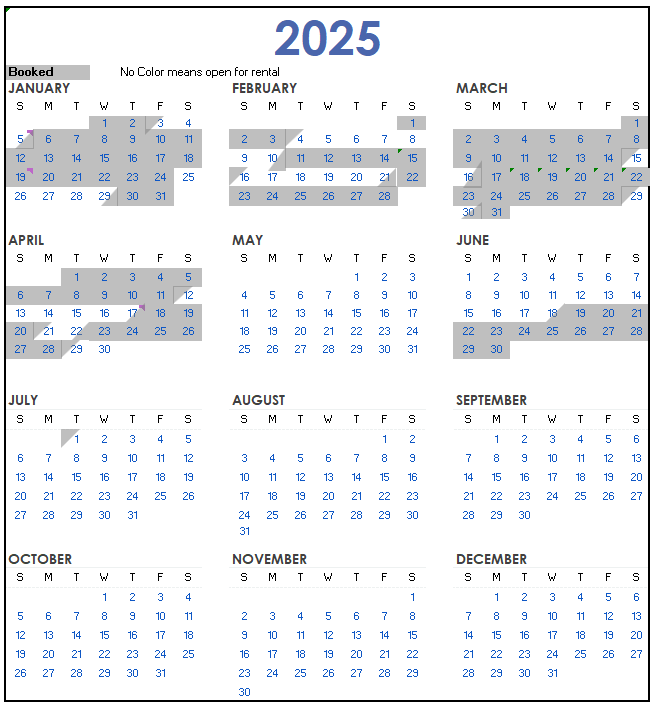 2025
Booked No Color means open for rental
JANUARY
S M T W T F S
1 2 3 4
5 6 7 8 9 10 11
12 13 14 15 16 17 18
19 20 21 22 23 24 25
26 27 28 29 30 31
FEBRUARY
S M T W T F S
1
2 3 4 5 6 7 8
9 10 11 12 13 14 15
16 17 18 19 20 21 22
23 24 25 26 27 28
MARCH
S M T W T F S
1
2 3 4 5 6 7 8
9 10 11 12 13 14 15
16 17 18 19 20 21 22
23 24 25 26 27 28 29
30 31
APRIL
S M T W T F S
1 2 3 4 5
6 7 8 9 10 11 12
13 14 15 16 17 18 19
20 21 22 23 24 25 26
27 28 29 30
MAY
S M T W T F S
1 2 3
4 5 6 7 8 9 10
11 12 13 14 15 16 17
18 19 20 21 22 23 24
25 26 27 28 29 30 31
JUNE
S M T W T F S
1 2 3 4 5 6 7
8 9 10 11 12 13 14
15 16 17 18 19 20 21
22 23 24 25 26 27 28
29 30
JULY
S M T W T F S
1 2 3 4 5
6 7 8 9 10 11 12
13 14 15 16 17 18 19
20 21 22 23 24 25 26
27 28 29 30 31
AUGUST
S M T W T F S
1 2
3 4 5 6 7 8 9
10 11 12 13 14 15 16
17 18 19 20 21 22 23
24 25 26 27 28 29 30
31
SEPTEMBER
S M T W T F S
1 2 3 4 5 6
7 8 9 10 11 12 13
14 15 16 17 18 19 20
21 22 23 24 25 26 27
28 29 30
OCTOBER
S M T W T F S
1 2 3 4
5 6 7 8 9 10 11
12 13 14 15 16 17 18
19 20 21 22 23 24 25
26 27 28 29 30 31
NOVEMBER
S M T W T F S
1
2 3 4 5 6 7 8
9 10 11 12 13 14 15
16 17 18 19 20 21 22
23 24 25 26 27 28 29
30
DECEMBER
S M T W T F S
1 2 3 4 5 6
7 8 9 10 11 12 13
14 15 16 17 18 19 20
21 22 23 24 25 26 27
28 29 30 31